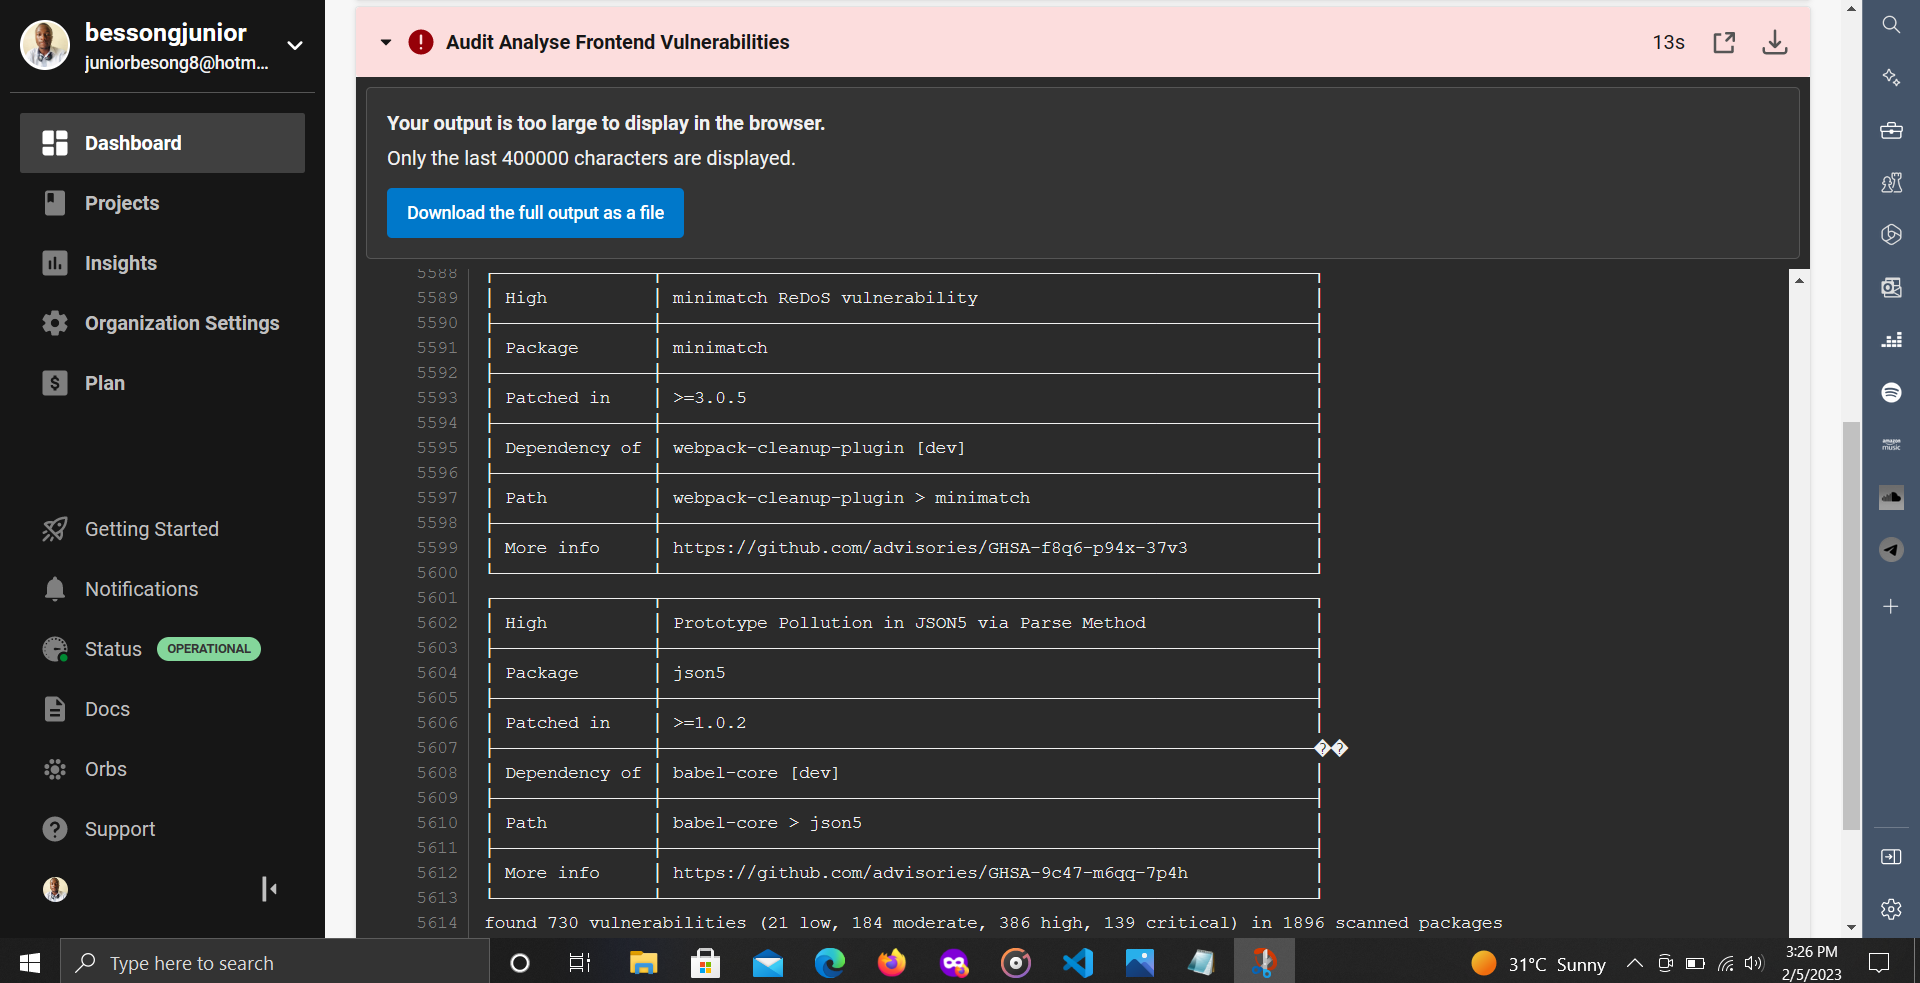 bessongjunior
juniorbesong8@hotm...
Dashboard
Projects
Insights
Organization Settings
Plan
Getting Started
Notifications
Status OPERATIONAL
Docs
Orbs
Support
Audit Analyse Frontend Vulnerabilities
13s
Your output is too large to display in the browser.
Only the last 400000 characters are displayed.
Download the full output as a file
5588
5589 High minimatch ReDoS vulnerability
5590
5591 Package minimatch
5592
5593 Patched in >=3.0.5
5594
5595 Dependency of webpack-cleanup-plugin [dev]
5596
5597 Path webpack-cleanup-plugin > minimatch
5598
5599 More info https://github.com/advisories/GHSA-f8q6-p94x-37v3
5600
5601
5602 High Prototype Pollution in JSON5 via Parse Method
5603
5604 Package json5
5605
5606 Patched in >=1.0.2
5607 ��
5608 Dependency of babel-core [dev]
5609
5610 Path babel-core > json5
5611
5612 More info https://github.com/advisories/GHSA-9c47-m6qq-7p4h
5613
5614 found 730 vulnerabilities (21 low, 184 moderate, 386 high, 139 critical) in 1896 scanned packages
amazon music
Type here to search
31°C Sunny
3:26 PM
2/5/2023